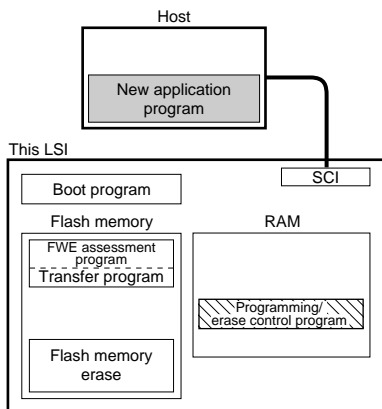 Host
New application
program
This LSI
SCI
Boot program
Flash memory
RAM
FWE assessment
program
Transfer program
Programming/
erase control program
Flash memory
erase